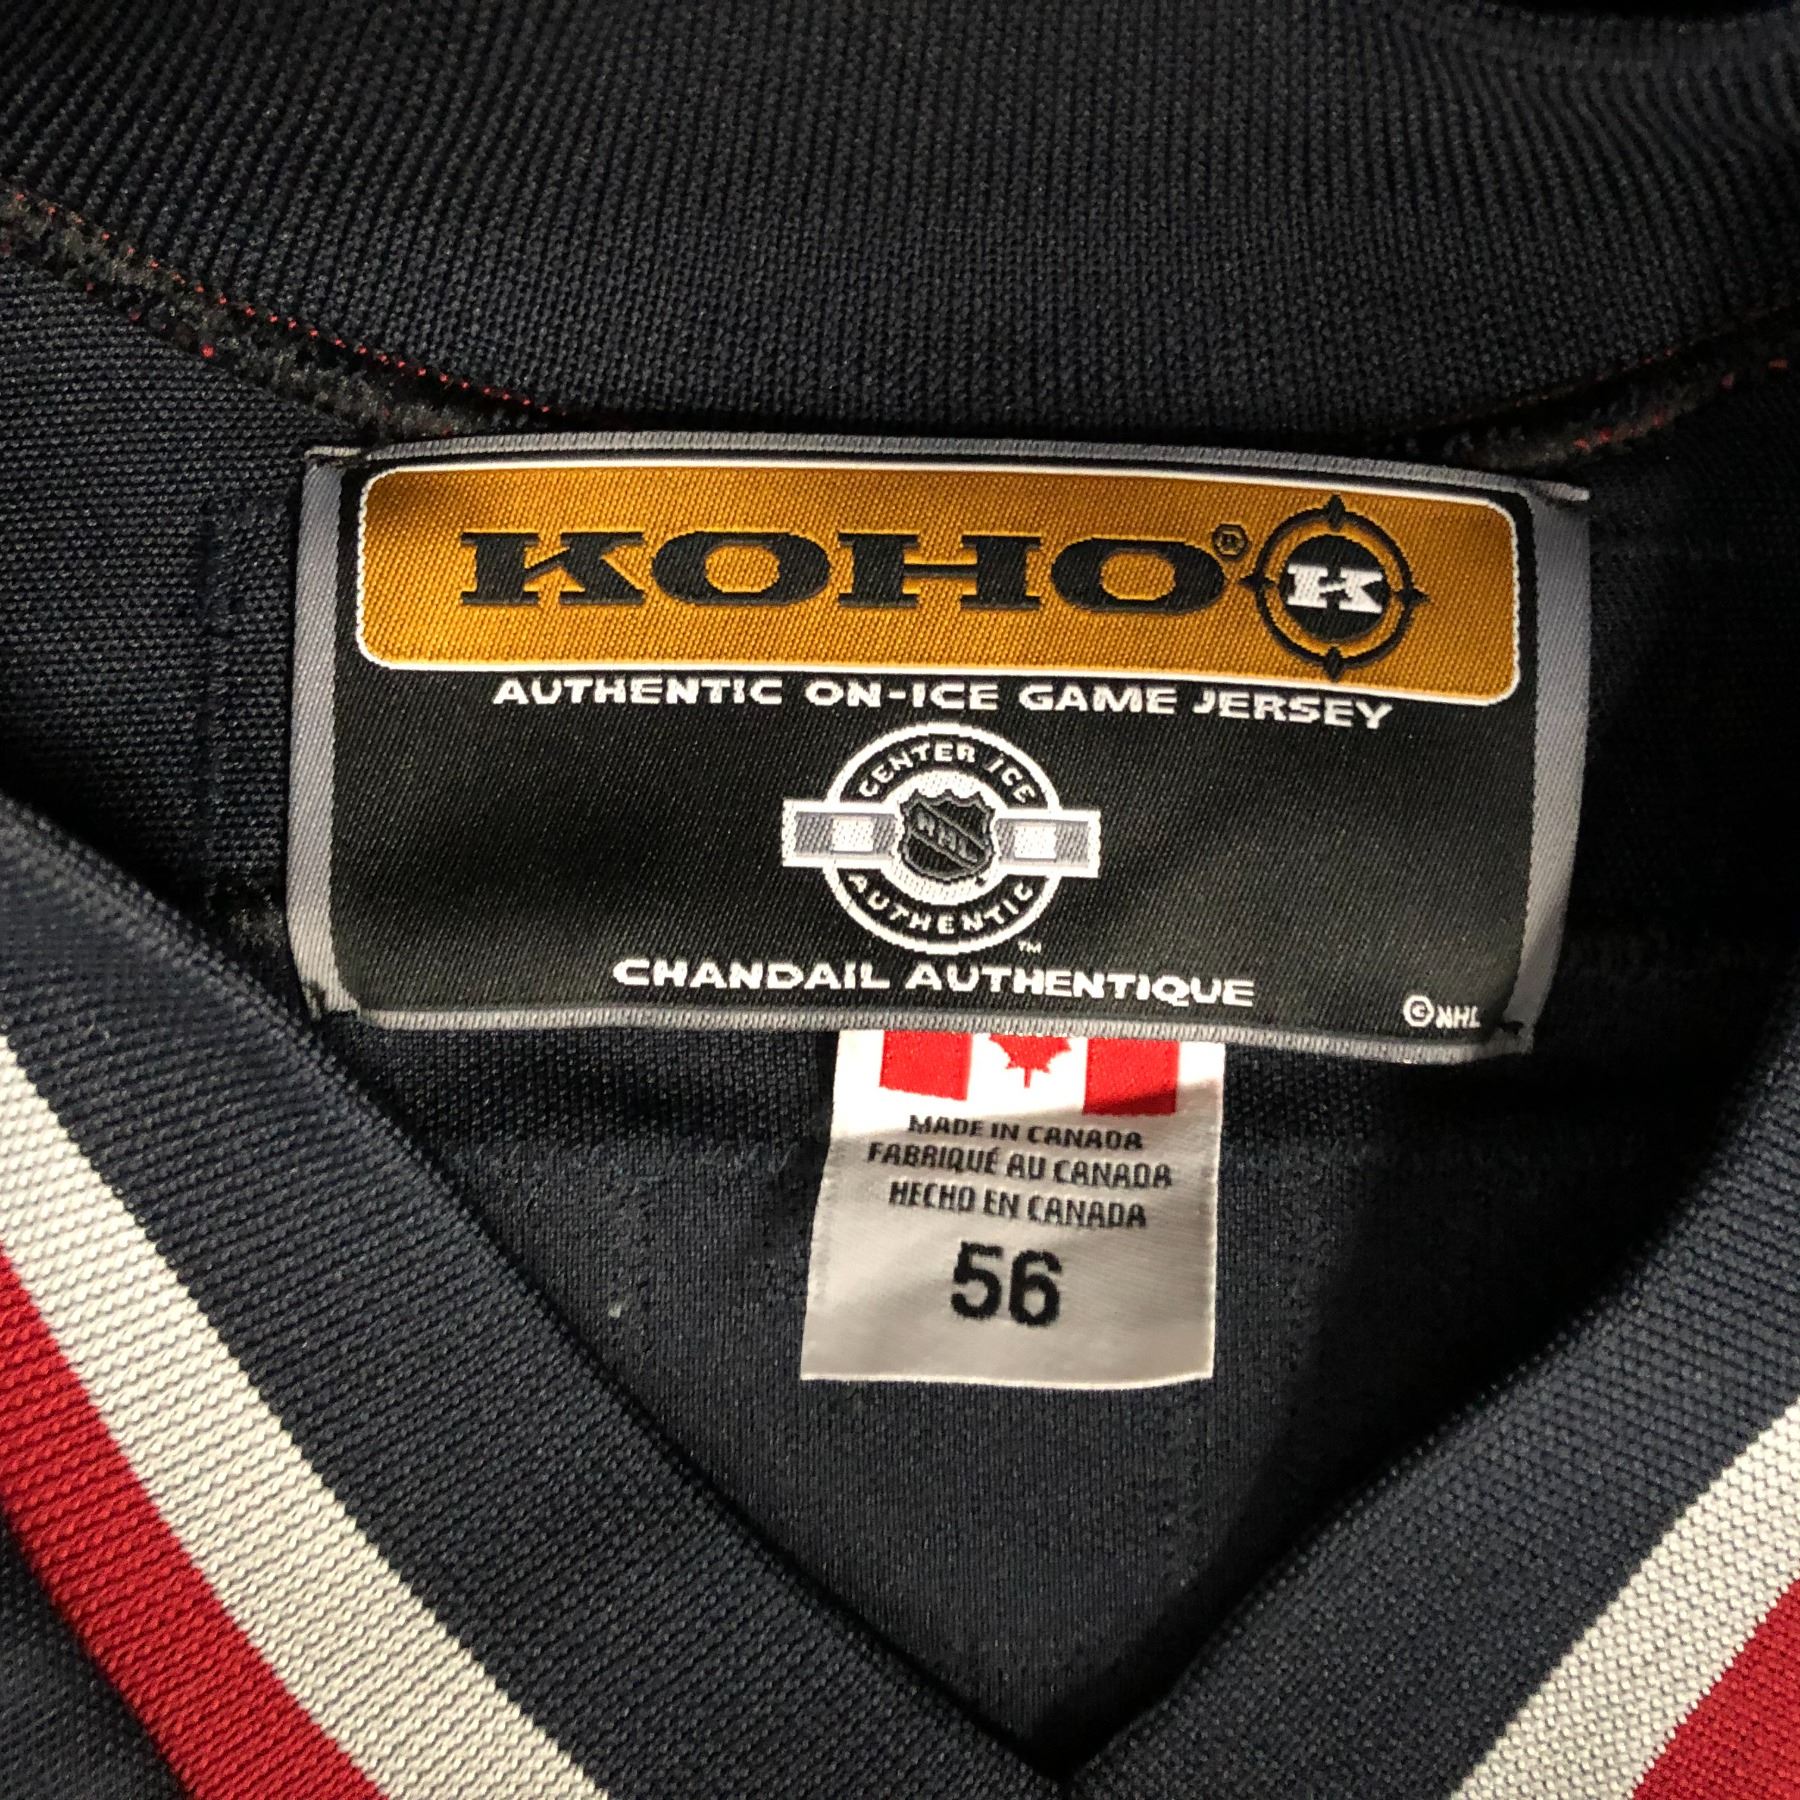 KOHO® K
AUTHENTIC ON-ICE GAME JERSEY
CENTER ICE
NHL
AUTHENTIC
™
CHANDAIL AUTHENTIQUE
© NHL
MADE IN CANADA
FABRIQUÉ AU CANADA
HECHO EN CANADA
56